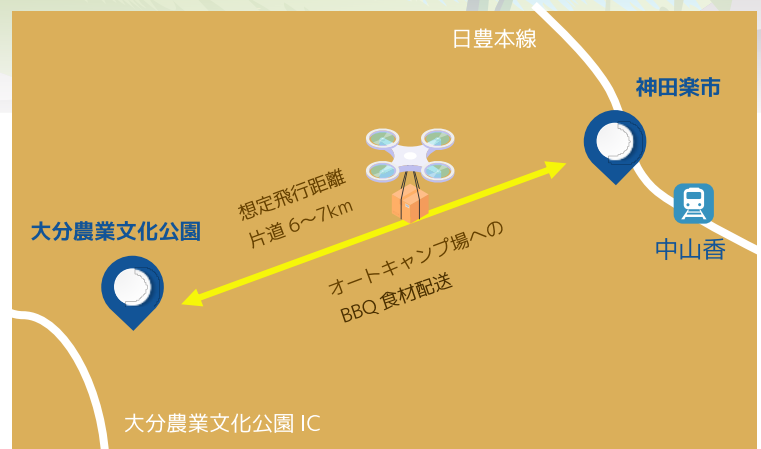 日豊本線
神田楽市
想定飛行距離
片道 6～7km
大分農業文化公園
中山香
オートキャンプ場への
BBQ 食材配送
大分農業文化公園 IC